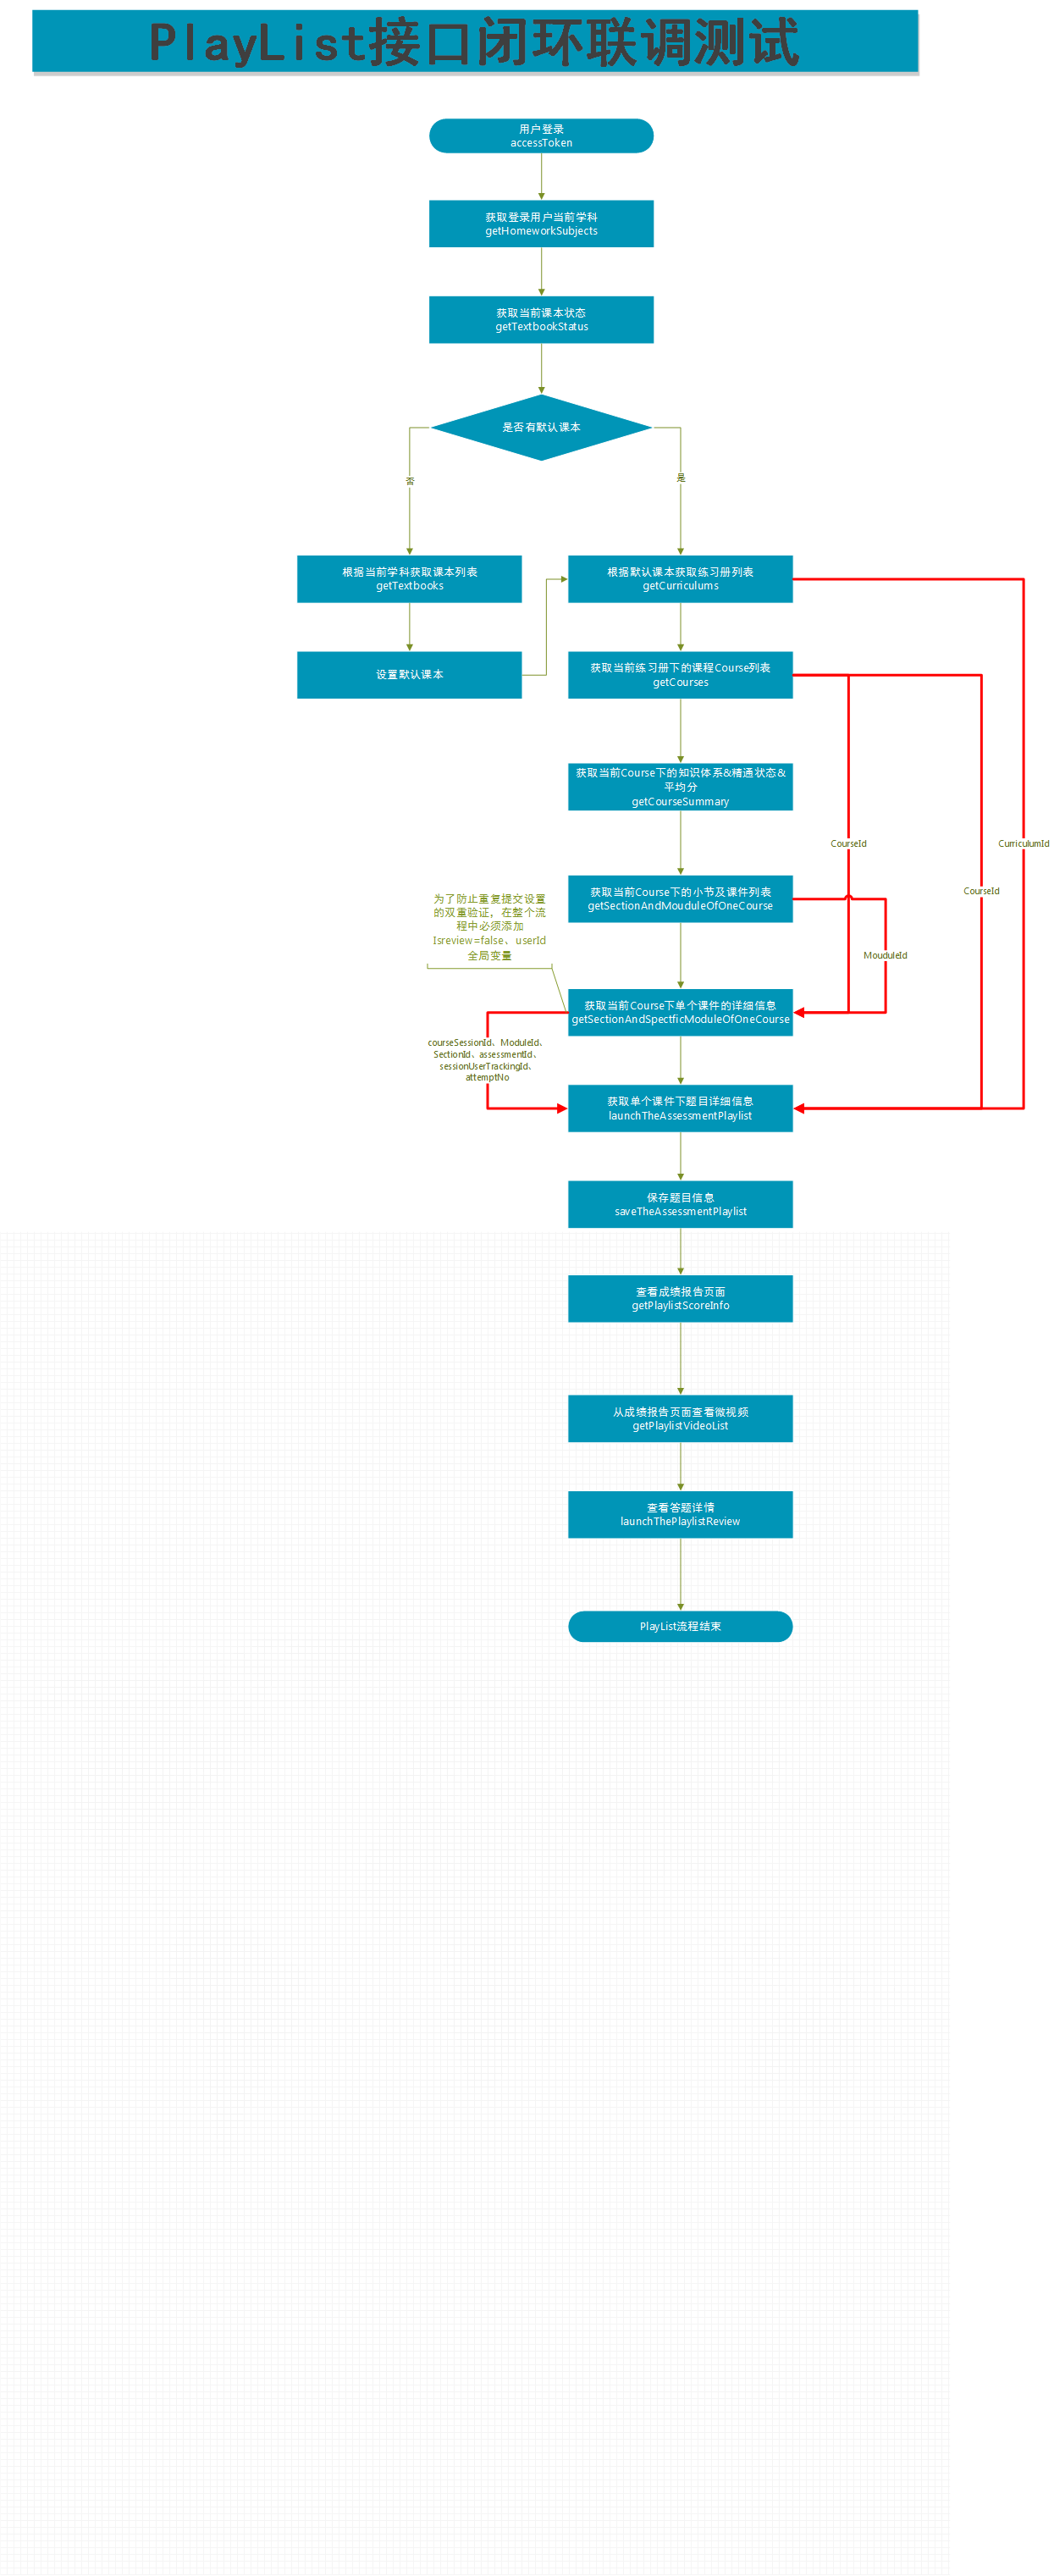 PlayList接口闭环联调测试
用户登录
accessToken
获取登录用户当前学科
getHomeworkSubjects
获取当前课本状态
getTextbookStatus
是否有默认课本
否
是
根据当前学科获取课本列表
getTextbooks
根据默认课本获取练习册列表
getCurriculums
设置默认课本
获取当前练习册下的课程Course列表
getCourses
获取当前Course下的知识体系&精通状态&
平均分
getCourseSummary
CourseId
CurriculumId
CourseId
获取当前Course下的小节及课件列表
getSectionAndMouduleOfOneCourse
为了防止重复提交设置
的双重验证，在整个流
程中必须添加
Isreview=false、userId
全局变量
MouduleId
获取当前Course下单个课件的详细信息
getSectionAndSpectficModuleOfOneCourse
courseSessionId、ModuleId、
SectionId、assessmentId、
sessionUserTrackingId、
attemptNo
获取单个课件下题目详细信息
launchTheAssessmentPlaylist
保存题目信息
saveTheAssessmentPlaylist
查看成绩报告页面
getPlaylistScoreInfo
从成绩报告页面查看微视频
getPlaylistVideoList
查看答题详情
launchThePlaylistReview
PlayList流程结束